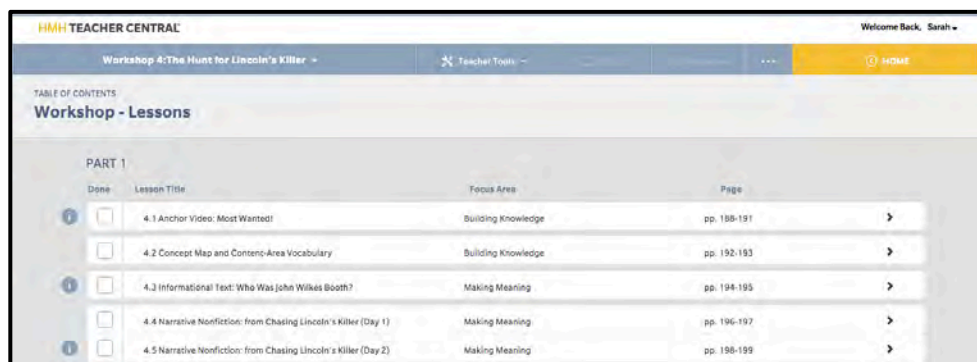 HMH TEACHER CENTRAL
Welcome Back, Sarah
Workshop 4:The Hunt for Lincoln's Killer
Teacher Tools
...
HOME
TABLE OF CONTENTS
Workshop - Lessons
PART 1
Done Lesson Title Focus Area Page
4.1 Anchor Video: Most Wanted! Building Knowledge pp. 188-191
4.2 Concept Map and Content-Area Vocabulary Building Knowledge pp. 192-193
4.3 Informational Text: Who Was John Wilkes Booth? Making Meaning pp. 194-195
4.4 Narrative Nonfiction: from Chasing Lincoln's Killer (Day 1) Making Meaning pp. 196-197
4.5 Narrative Nonfiction: from Chasing Lincoln's Killer (Day 2) Making Meaning pp. 198-199